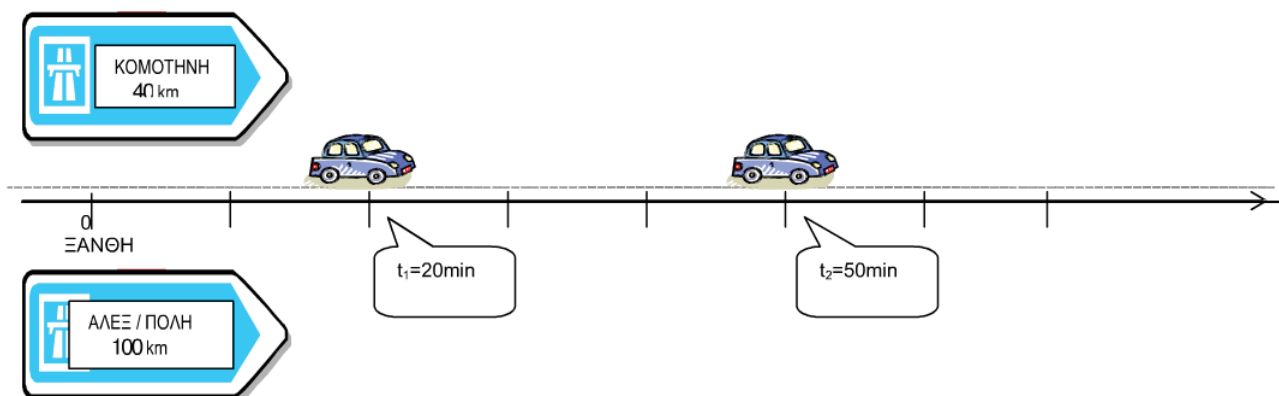 ΚΟΜΟΤΗΝΗ
40 km
0
ΞΑΝΘΗ
t₁=20min
t₂=50min
ΑΛΕΞ / ΠΟΛΗ
100 km